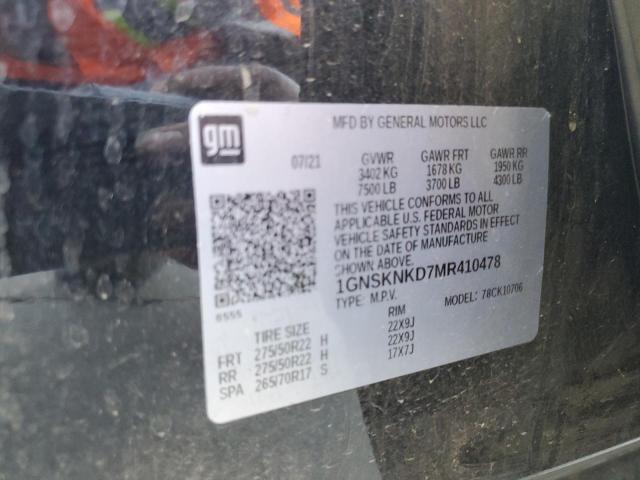 gm
MFD BY GENERAL MOTORS LLC
07/21 GVWR GAWR FRT GAWR RR
3402 KG 1678 KG 1950 KG
7500 LB 3700 LB 4300 LB
THIS VEHICLE CONFORMS TO ALL
APPLICABLE U.S. FEDERAL MOTOR
VEHICLE SAFETY STANDARDS IN EFFECT
ON THE DATE OF MANUFACTURE
SHOWN ABOVE.
1GNSKNKD7MR410478
TYPE: M.P.V. MODEL: 78CK10706
6555
TIRE SIZE RIM
FRT 275/50R22 H 22X9J
RR 275/50R22 H 22X9J
SPA 265/70R17 S 17X7J